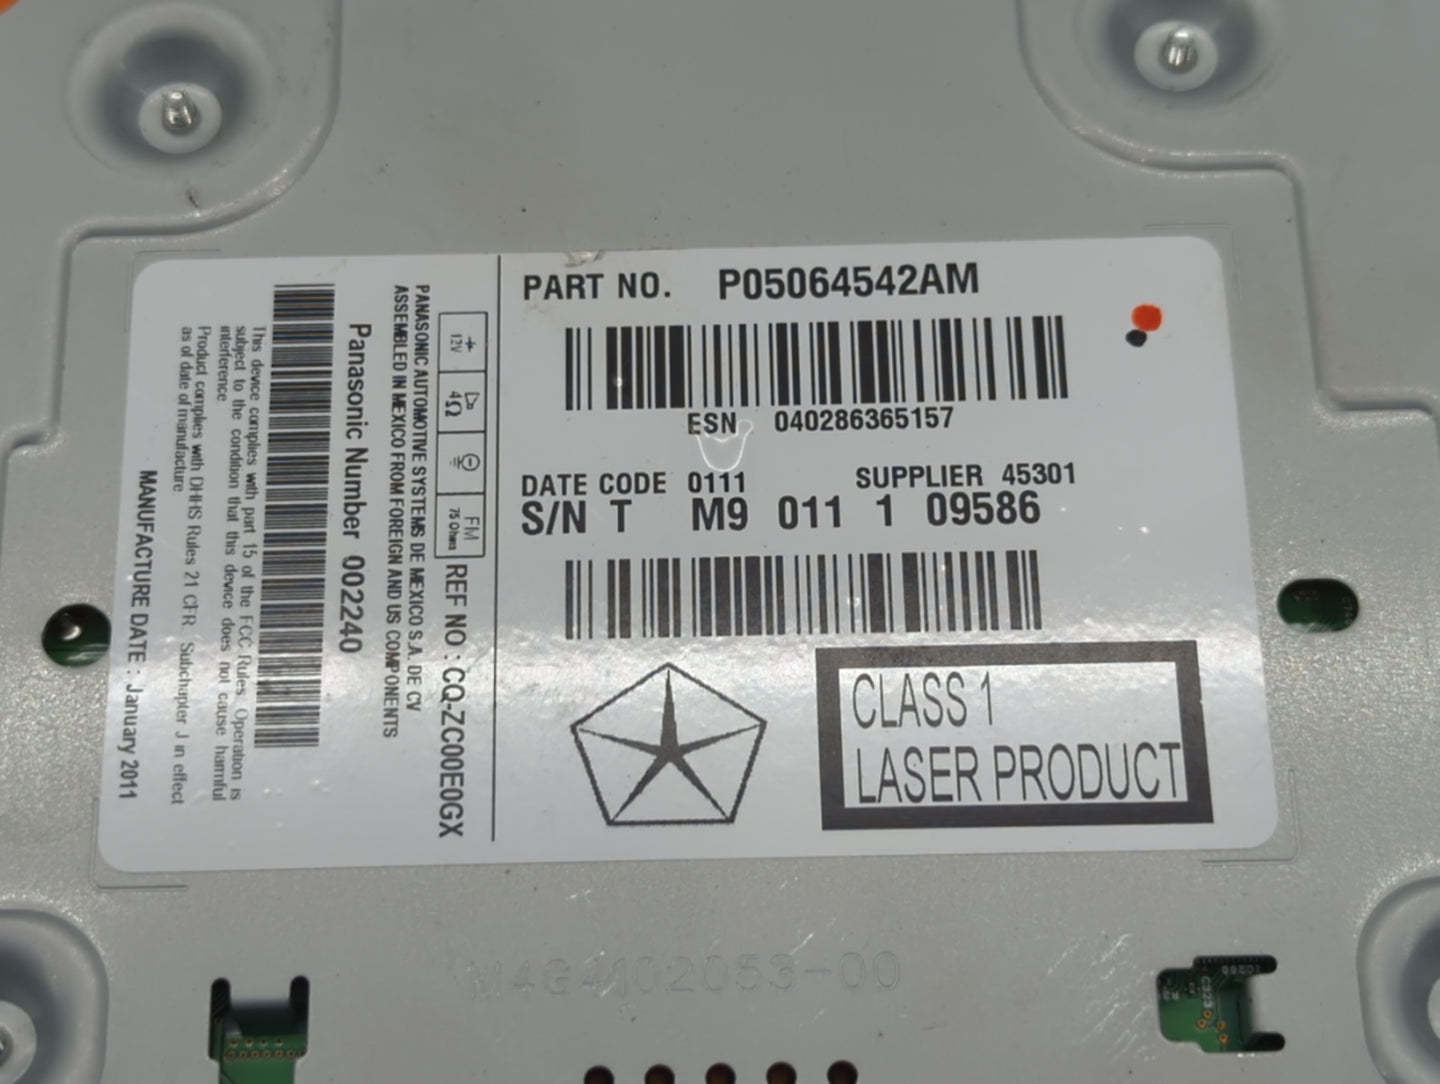 PART NO. P05064542AM
ESN 040286365157
DATE CODE 0111 SUPPLIER 45301
S/N T M9 011 1 09586
CLASS 1
LASER PRODUCT
+ 12V
4Ω
FM 75 Ohms
REF NO : CQ-ZC00E0GX
PANASONIC AUTOMOTIVE SYSTEMS DE MEXICO S.A. DE CV
ASSEMBLED IN MEXICO FROM FOREIGN AND US COMPONENTS
Panasonic Number 002240
This device complies with part 15 of the FCC Rules. Operation is
subject to the condition that this device does not cause harmful
interference.
Product complies with DHHS Rules 21 CFR Subchapter J in effect
as of date of manufacture
MANUFACTURE DATE : January 2011
M4G4102053-00
C323